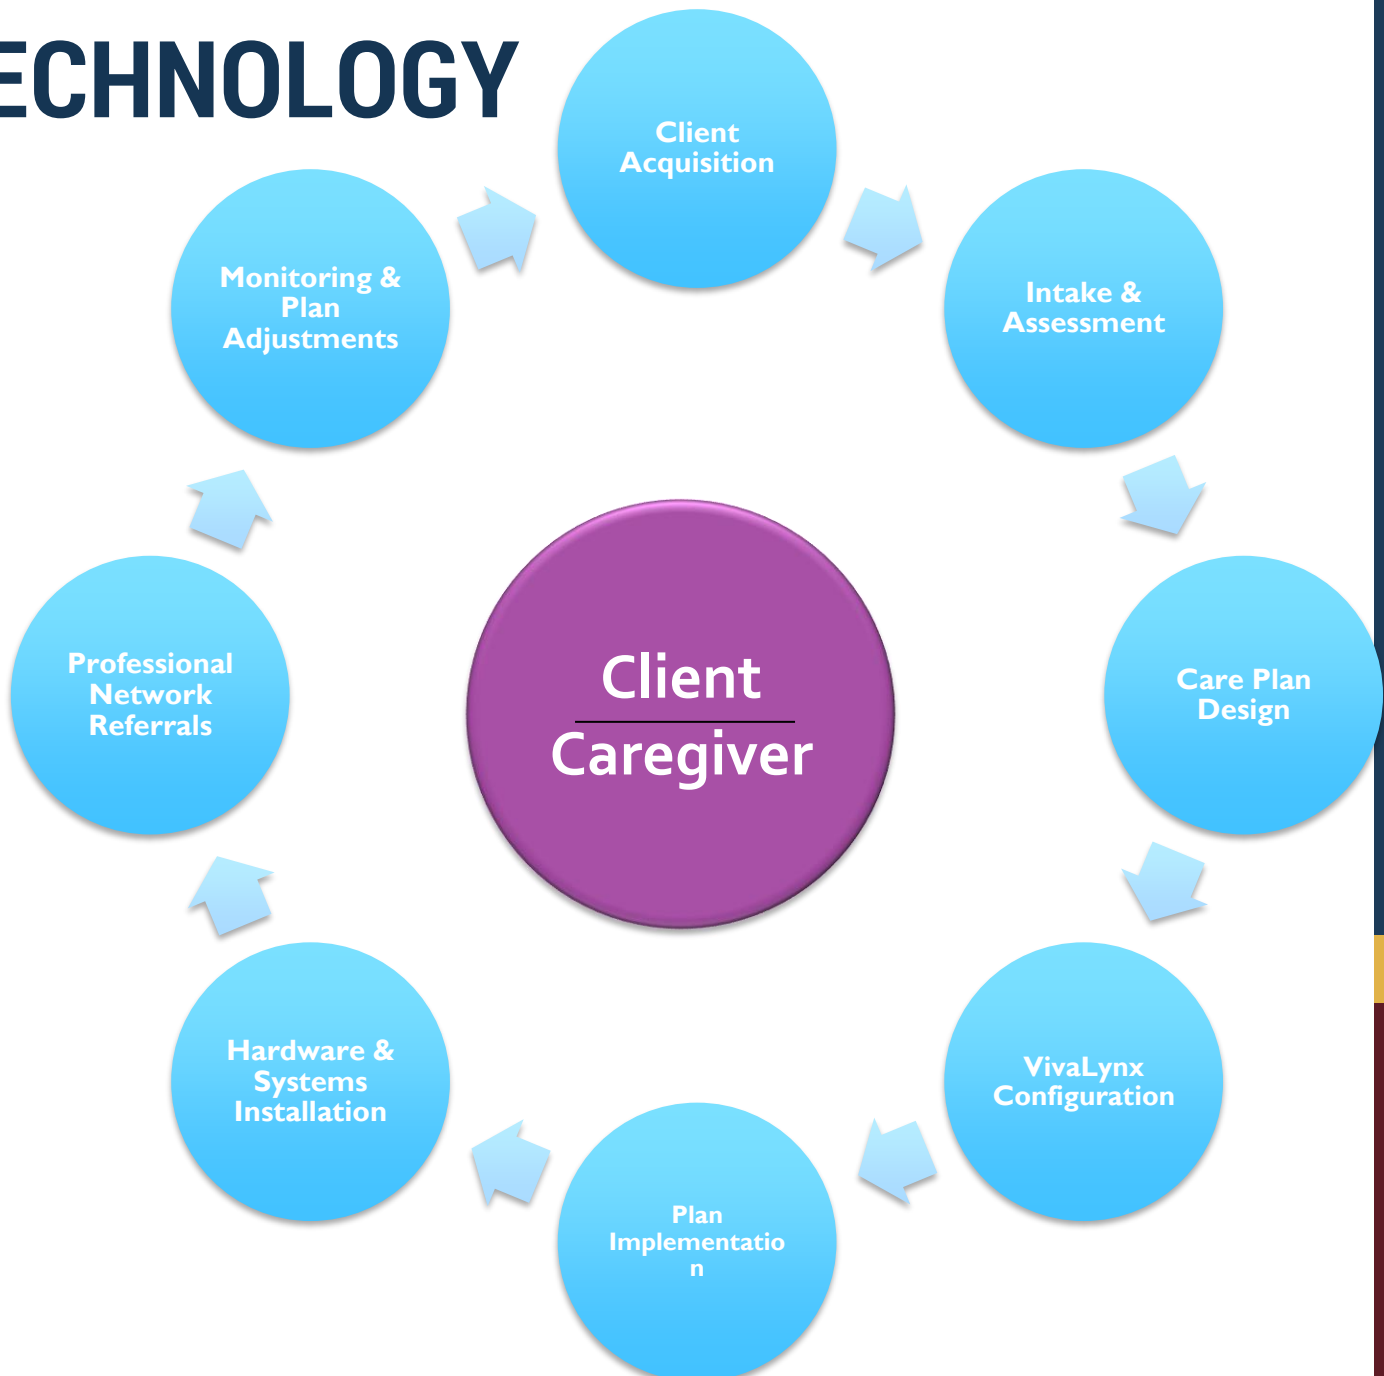 ECHNOLOGY
Client
Acquisition
Intake &
Assessment
Care Plan
Design
VivaLynx
Configuration
Plan
Implementatio
n
Hardware &
Systems
Installation
Professional
Network
Referrals
Monitoring &
Plan
Adjustments
Client
Caregiver